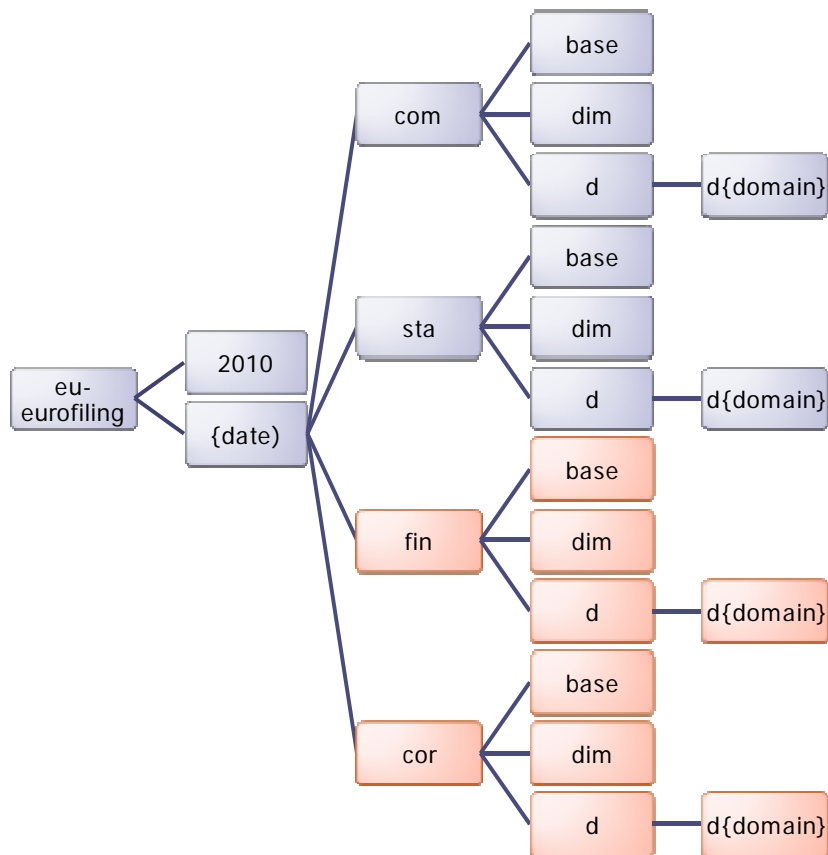 eu-
eurofiling
2010
{date)
com
base
dim
d
d{domain}
sta
base
dim
d
d{domain}
fin
base
dim
d
d{domain}
cor
base
dim
d
d{domain}